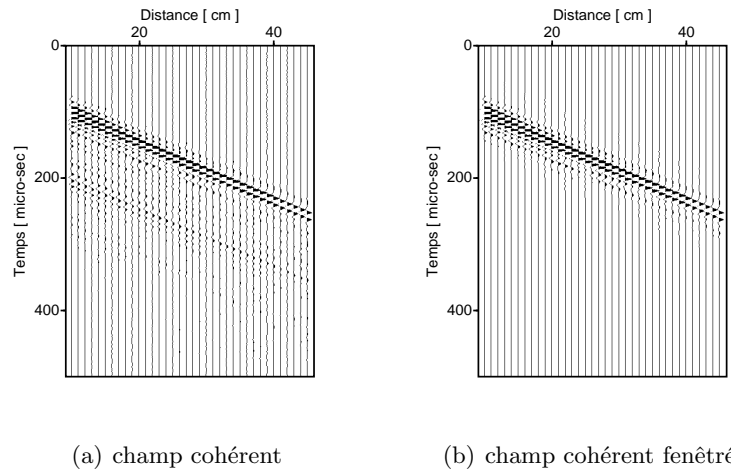 Distance [ cm ]
20 40
0
200
400
Temps [ micro-sec ]
(a) champ cohérent
Distance [ cm ]
20 40
0
200
400
Temps [ micro-sec ]
(b) champ cohérent fenêtré